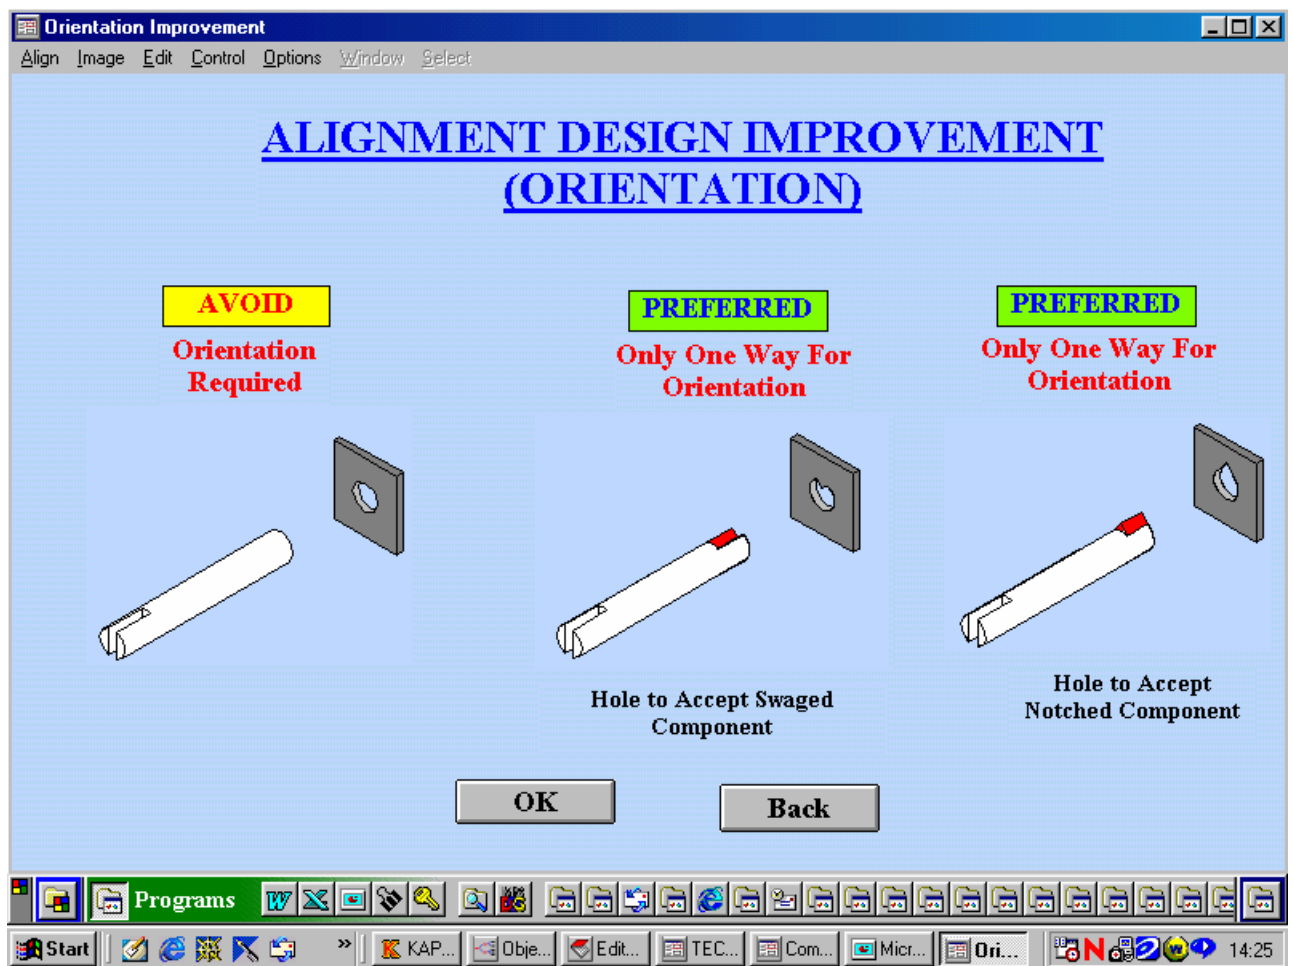 Orientation Improvement
Align Image Edit Control Options Window Select
ALIGNMENT DESIGN IMPROVEMENT
(ORIENTATION)
AVOID
Orientation
Required
PREFERRED
Only One Way For
Orientation
PREFERRED
Only One Way For
Orientation
Hole to Accept Swaged
Component
Hole to Accept
Notched Component
OK
Back
Programs
Start
»
KAP...
Obje...
Edit...
TEC...
Com...
Micr...
Ori...
14:25